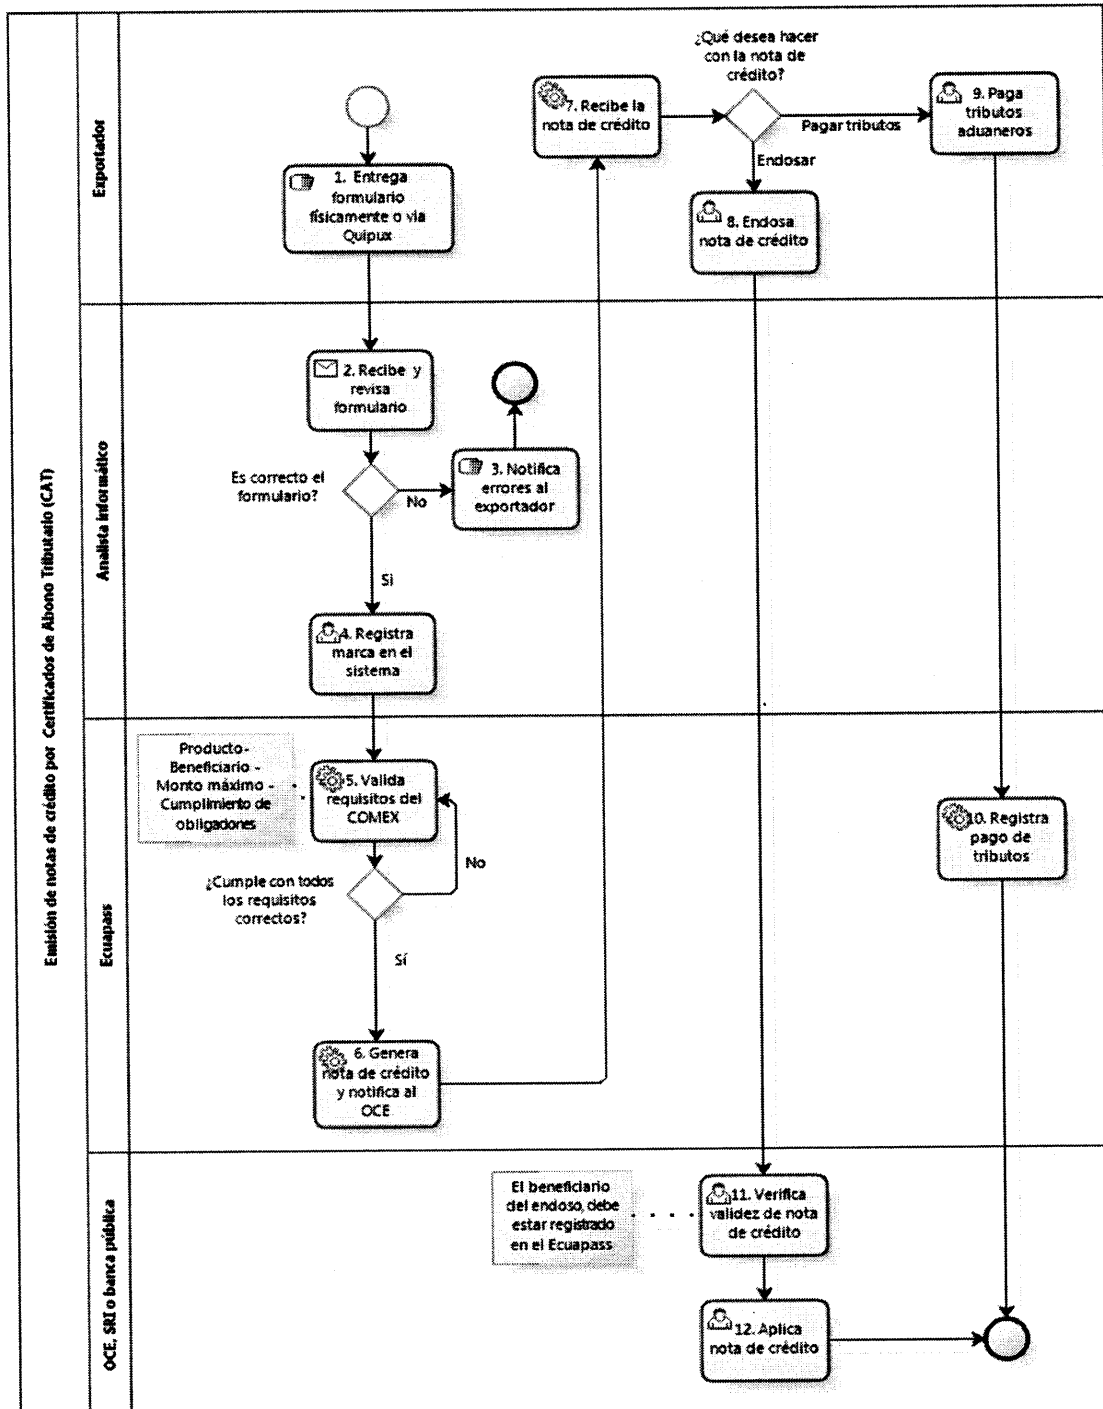 Emisión de notas de crédito por Certificados de Abono Tributario (CAT)
Exportador
1. Entrega
formulario
físicamente o via
Quipux
7. Recibe la
nota de crédito
¿Qué desea hacer
con la nota de
crédito?
Pagar tributos
Endosar
9. Paga
tributos
aduaneros
8. Endosa
nota de crédito
Analista informático
2. Recibe y
revisa
formulario
Es correcto el
formulario?
No
3. Notifica
errores al
exportador
Si
4. Registra
marca en el
sistema
Ecuapass
Producto-
Beneficiario -
Monto máximo -
Cumplimiento de
obligaciones
5. Valida
requisitos del
COMEX
No
¿Cumple con todos
los requisitos
correctos?
Sí
6. Genera
nota de crédito
y notifica al
OCE
10. Registra
pago de
tributos
OCE, SRI o banca pública
El beneficiario
del endoso, debe
estar registrado
en el Ecuapass
11. Verifica
validez de nota
de crédito
12. Aplica
nota de crédito